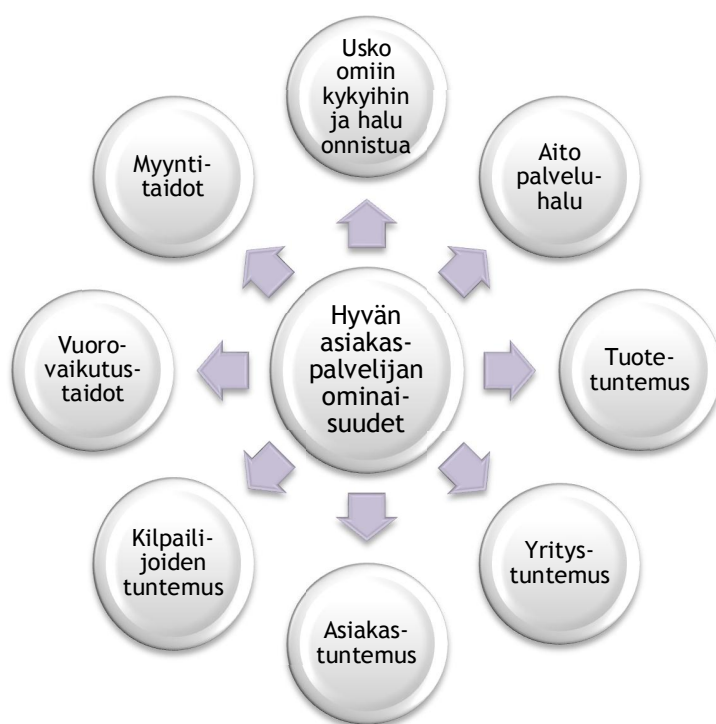 Usko
omiin
kykyihin
ja halu
onnistua
Aito
palvelu-
halu
Tuote-
tuntemus
Yritys-
tuntemus
Asiakas-
tuntemus
Kilpaili-
joiden
tuntemus
Vuoro-
vaikutus-
taidot
Myynti-
taidot
Hyvän
asiakas-
palvelijan
ominai-
suudet